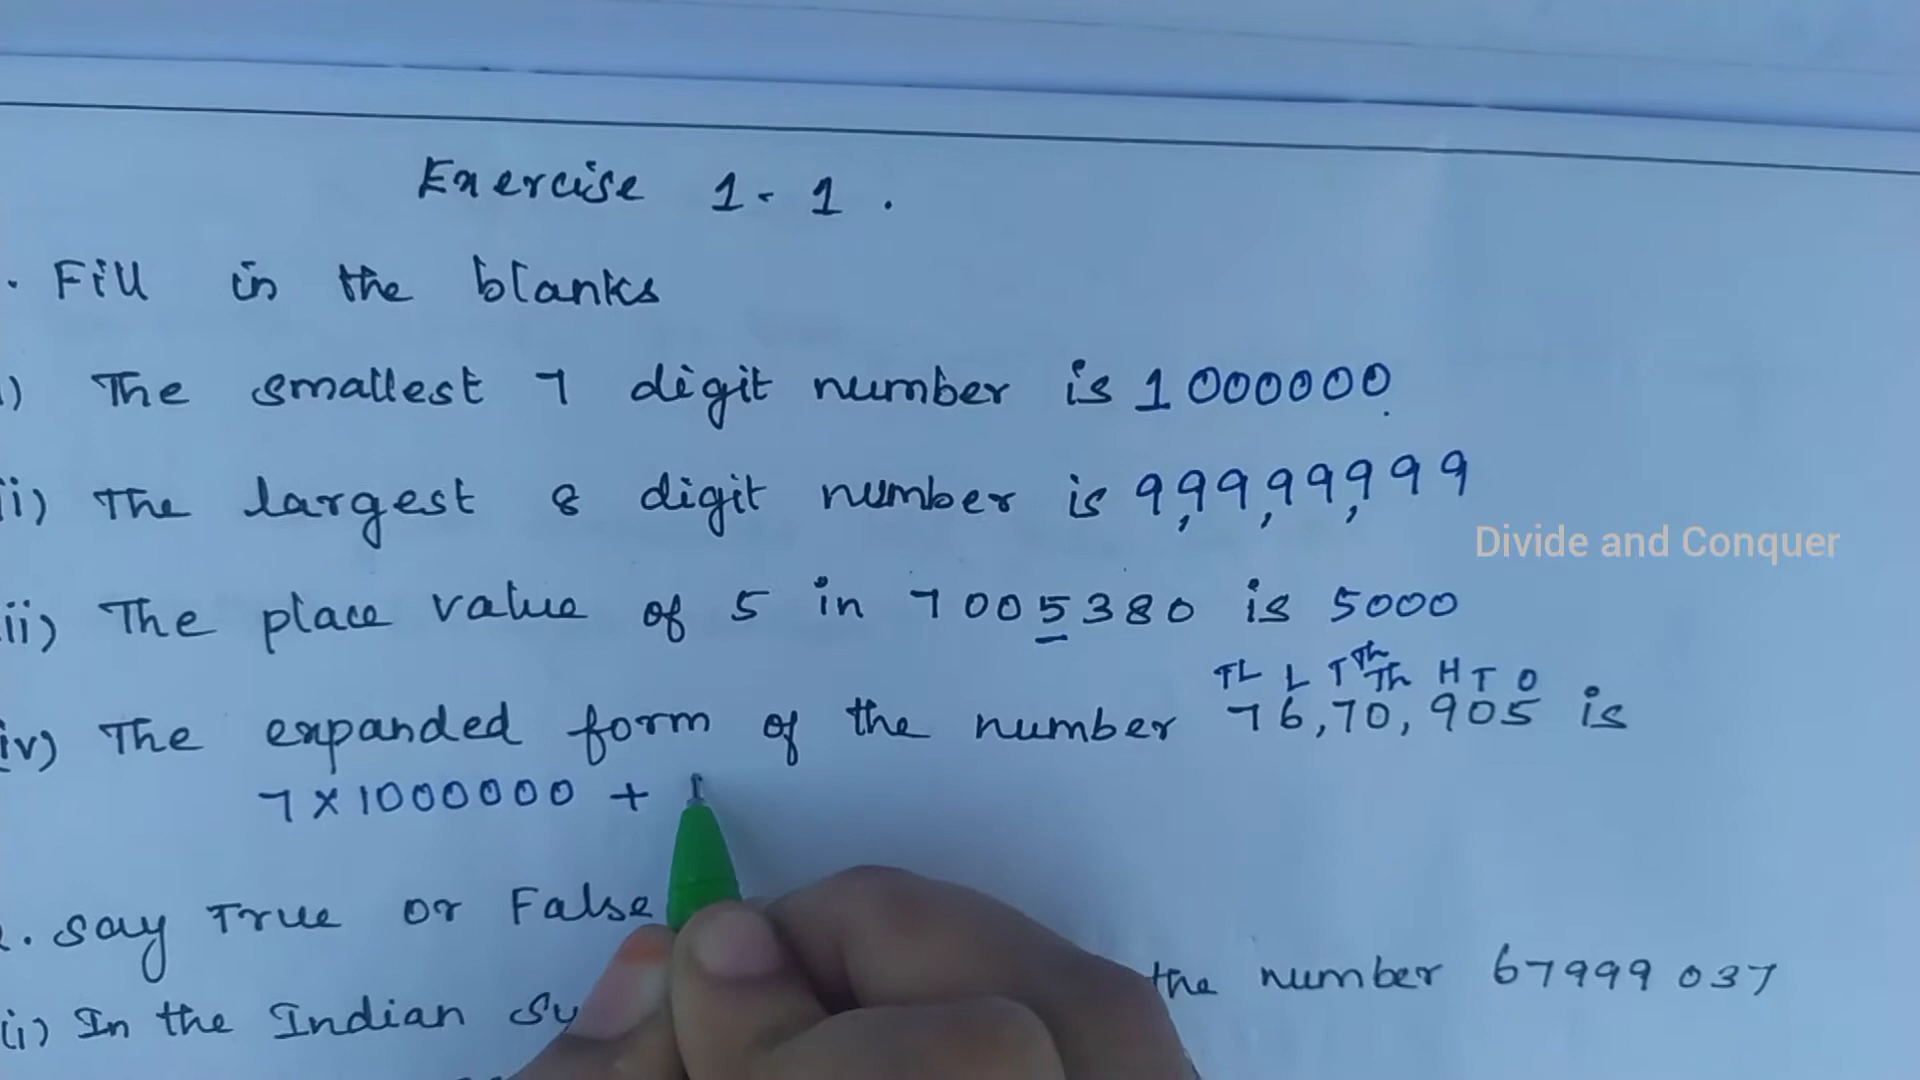 Exercise 1.1.
. Fill in the blanks
i) The smallest 7 digit number is 1000000
ii) The largest 8 digit number is 9,99,99,999
Divide and Conquer
iii) The place value of 5 in 7005380 is 5000
TL L T Th Th H T O
iv) The expanded form of the number 76,70,905 is
7×1000000 +
. Say True or False
(i) In the Indian Sy the number 67999037